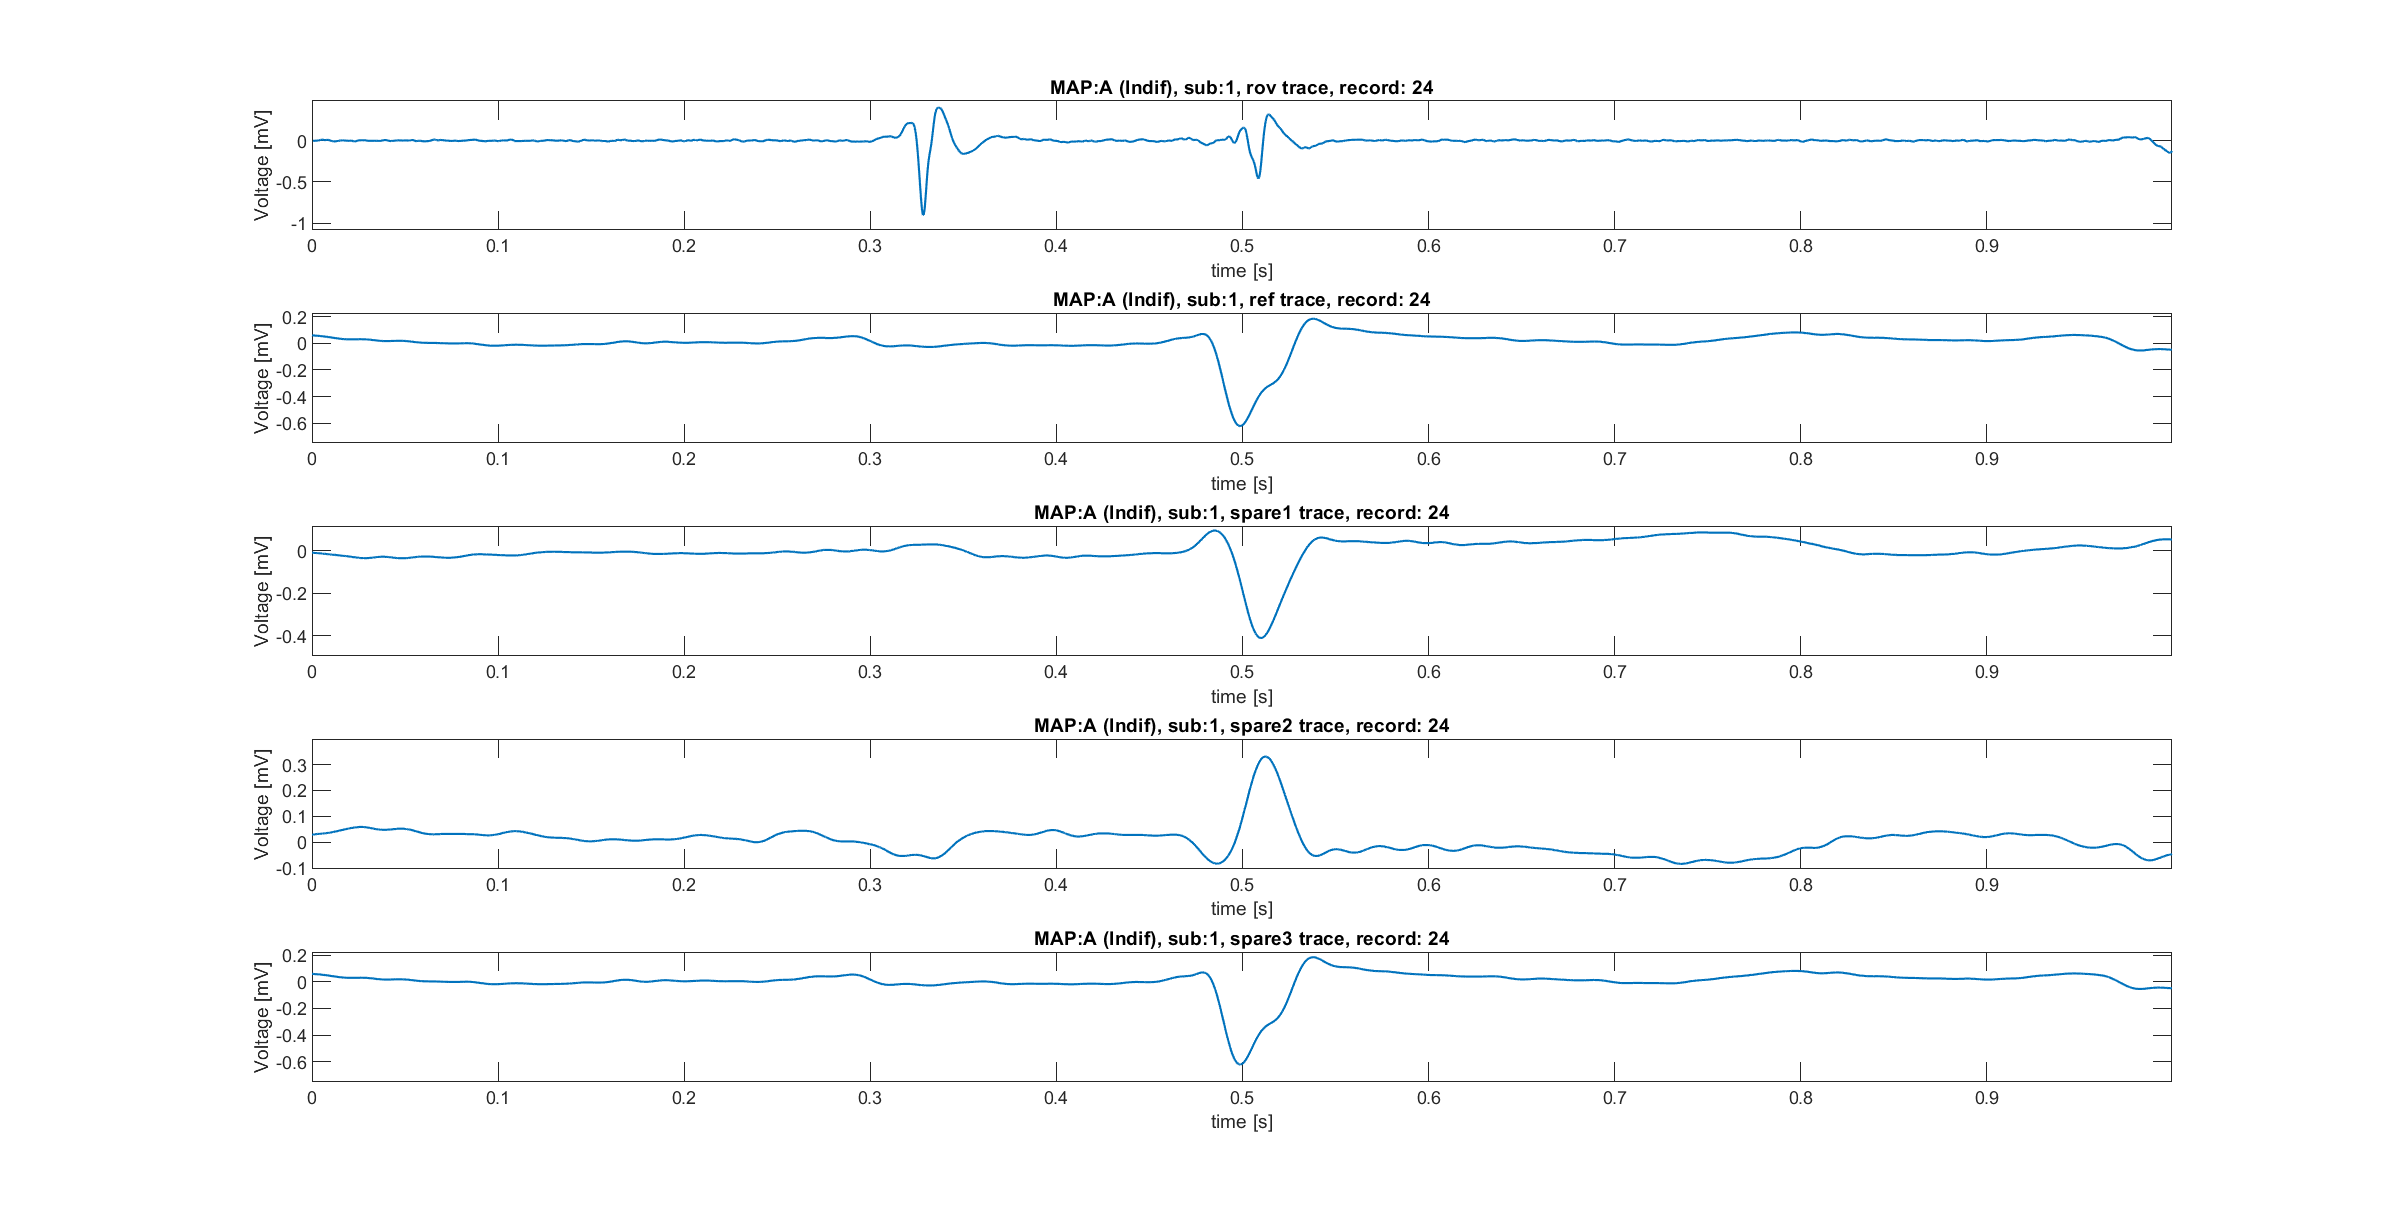 MAP:A (Indif), sub:1, rov trace, record: 24
Voltage [mV]
0
-0.5
-1
0 0.1 0.2 0.3 0.4 0.5 0.6 0.7 0.8 0.9
time [s]
MAP:A (Indif), sub:1, ref trace, record: 24
Voltage [mV]
0.2
0
-0.2
-0.4
-0.6
0 0.1 0.2 0.3 0.4 0.5 0.6 0.7 0.8 0.9
time [s]
MAP:A (Indif), sub:1, spare1 trace, record: 24
Voltage [mV]
0
-0.2
-0.4
0 0.1 0.2 0.3 0.4 0.5 0.6 0.7 0.8 0.9
time [s]
MAP:A (Indif), sub:1, spare2 trace, record: 24
Voltage [mV]
0.3
0.2
0.1
0
-0.1
0 0.1 0.2 0.3 0.4 0.5 0.6 0.7 0.8 0.9
time [s]
MAP:A (Indif), sub:1, spare3 trace, record: 24
Voltage [mV]
0.2
0
-0.2
-0.4
-0.6
0 0.1 0.2 0.3 0.4 0.5 0.6 0.7 0.8 0.9
time [s]